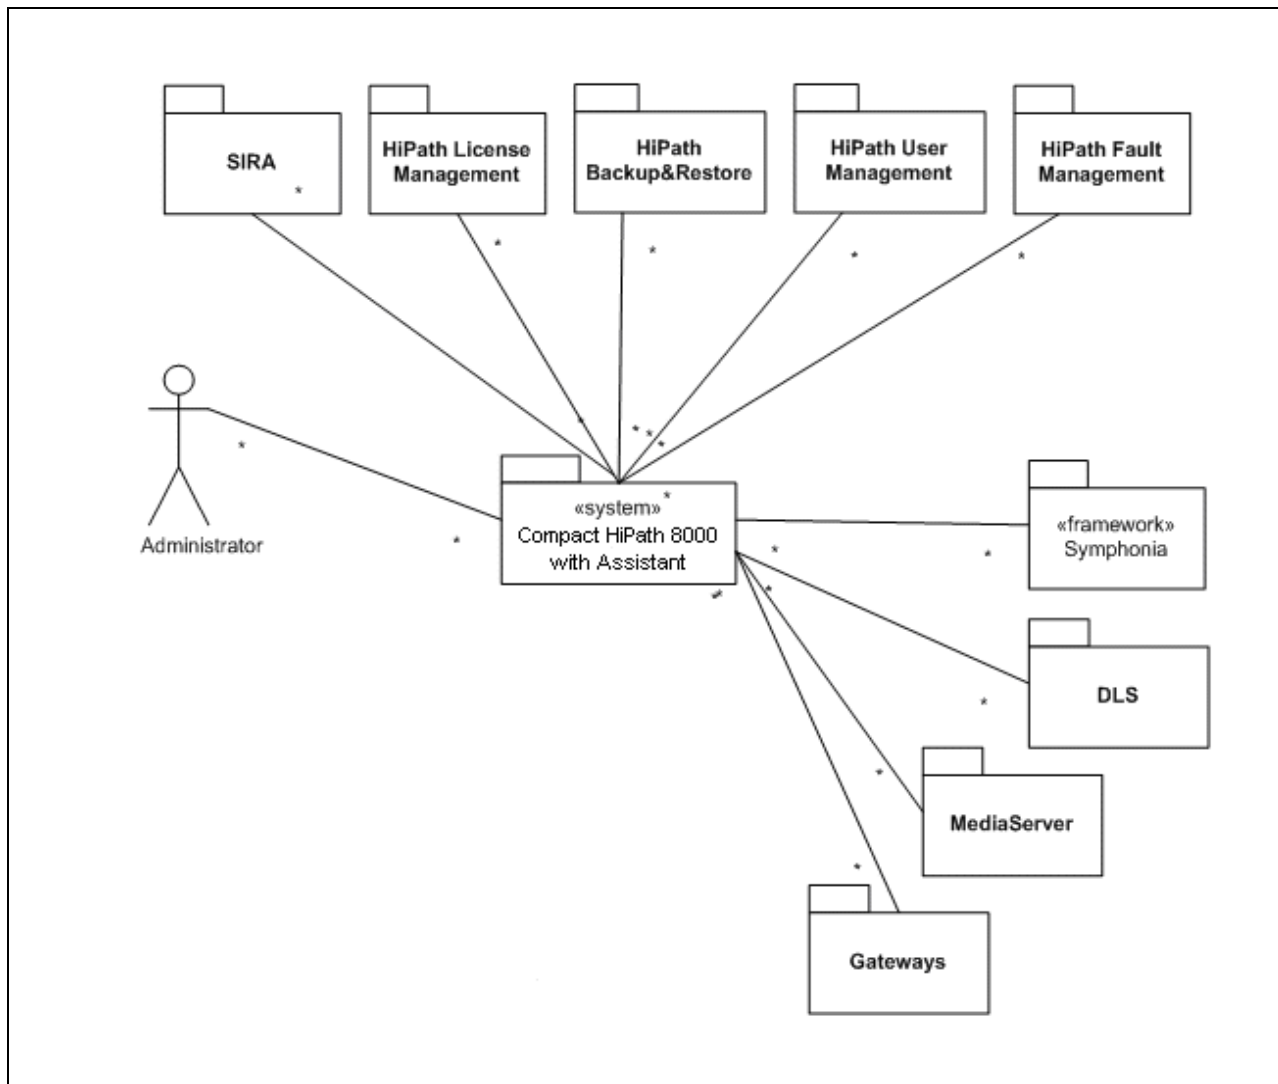 SIRA
HiPath License
Management
HiPath
Backup&Restore
HiPath User
Management
HiPath Fault
Management
*
*
*
*
*
*
*
*
*
*
*
Administrator
*
«system»
*
Compact HiPath 8000
with Assistant
«framework»
Symphonia
*
*
*
**
DLS
*
*
MediaServer
*
Gateways